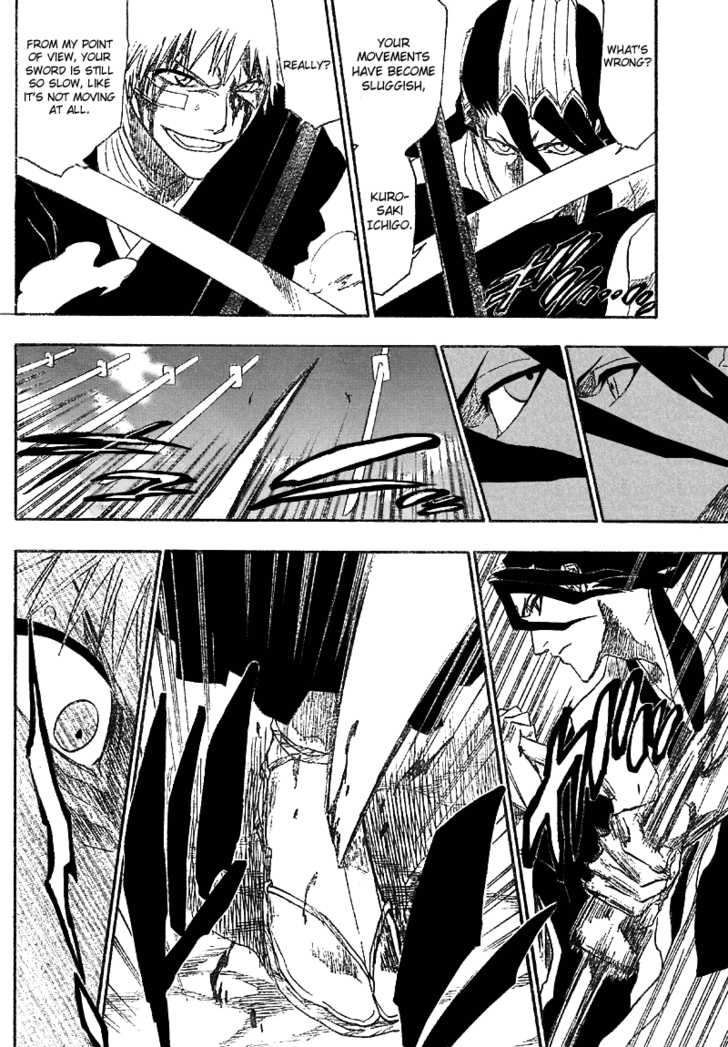 WHAT'S
WRONG?
YOUR
MOVEMENTS
HAVE BECOME
SLUGGISH,
KURO-
SAKI
ICHIGO.
REALLY?
FROM MY POINT
OF VIEW, YOUR
SWORD IS STILL
SO SLOW, LIKE
IT'S NOT MOVING
AT ALL.